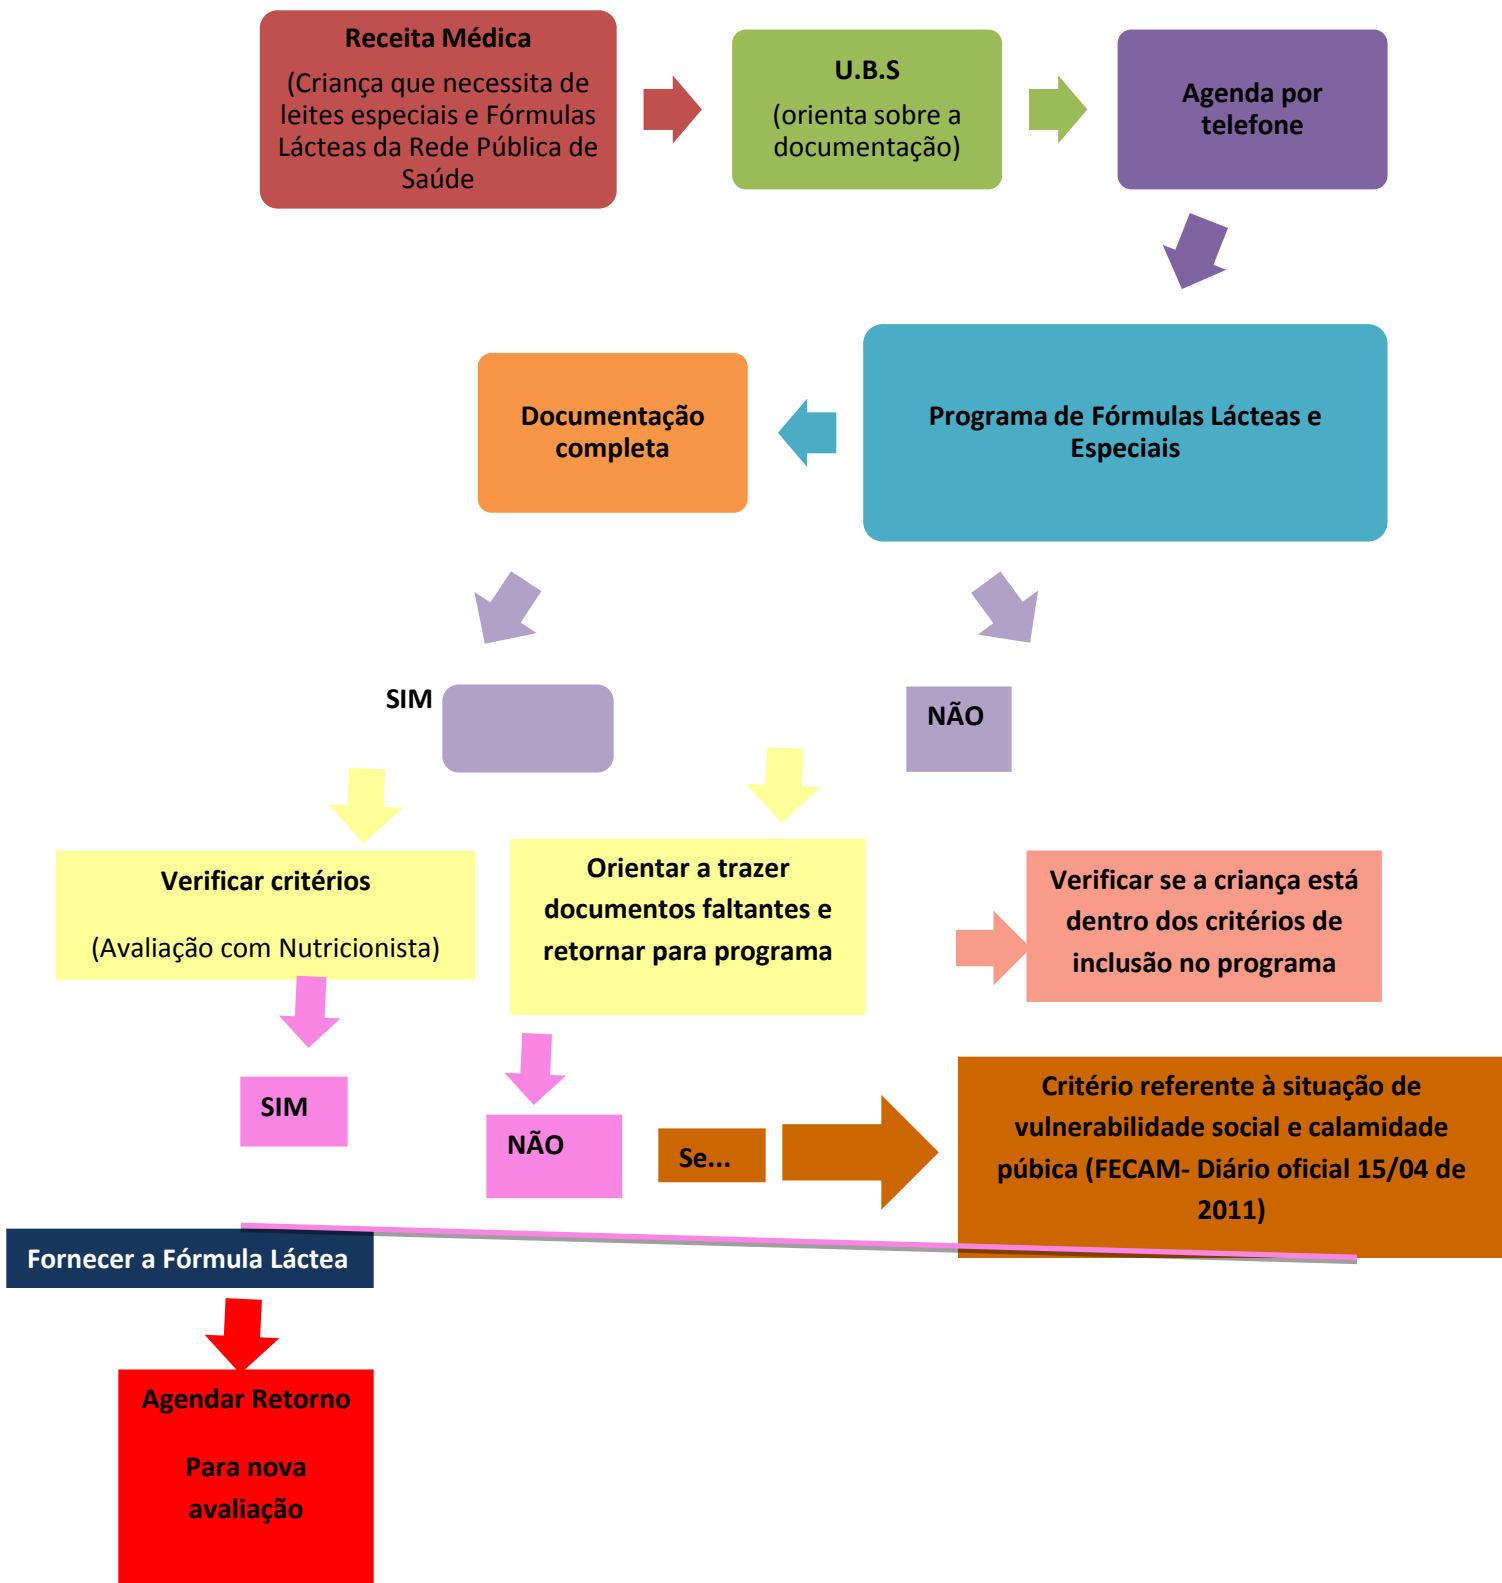 Receita Médica
(Criança que necessita de
leites especiais e Fórmulas
Lácteas da Rede Pública de
Saúde
U.B.S
(orienta sobre a
documentação)
Agenda por
telefone
Documentação
completa
Programa de Fórmulas Lácteas e
Especiais
SIM
NÃO
Verificar critérios
(Avaliação com Nutricionista)
Orientar a trazer
documentos faltantes e
retornar para programa
Verificar se a criança está
dentro dos critérios de
inclusão no programa
SIM
NÃO
Se...
Critério referente à situação de
vulnerabilidade social e calamidade
púbica (FECAM- Diário oficial 15/04 de
2011)
Fornecer a Fórmula Láctea
Agendar Retorno
Para nova
avaliação